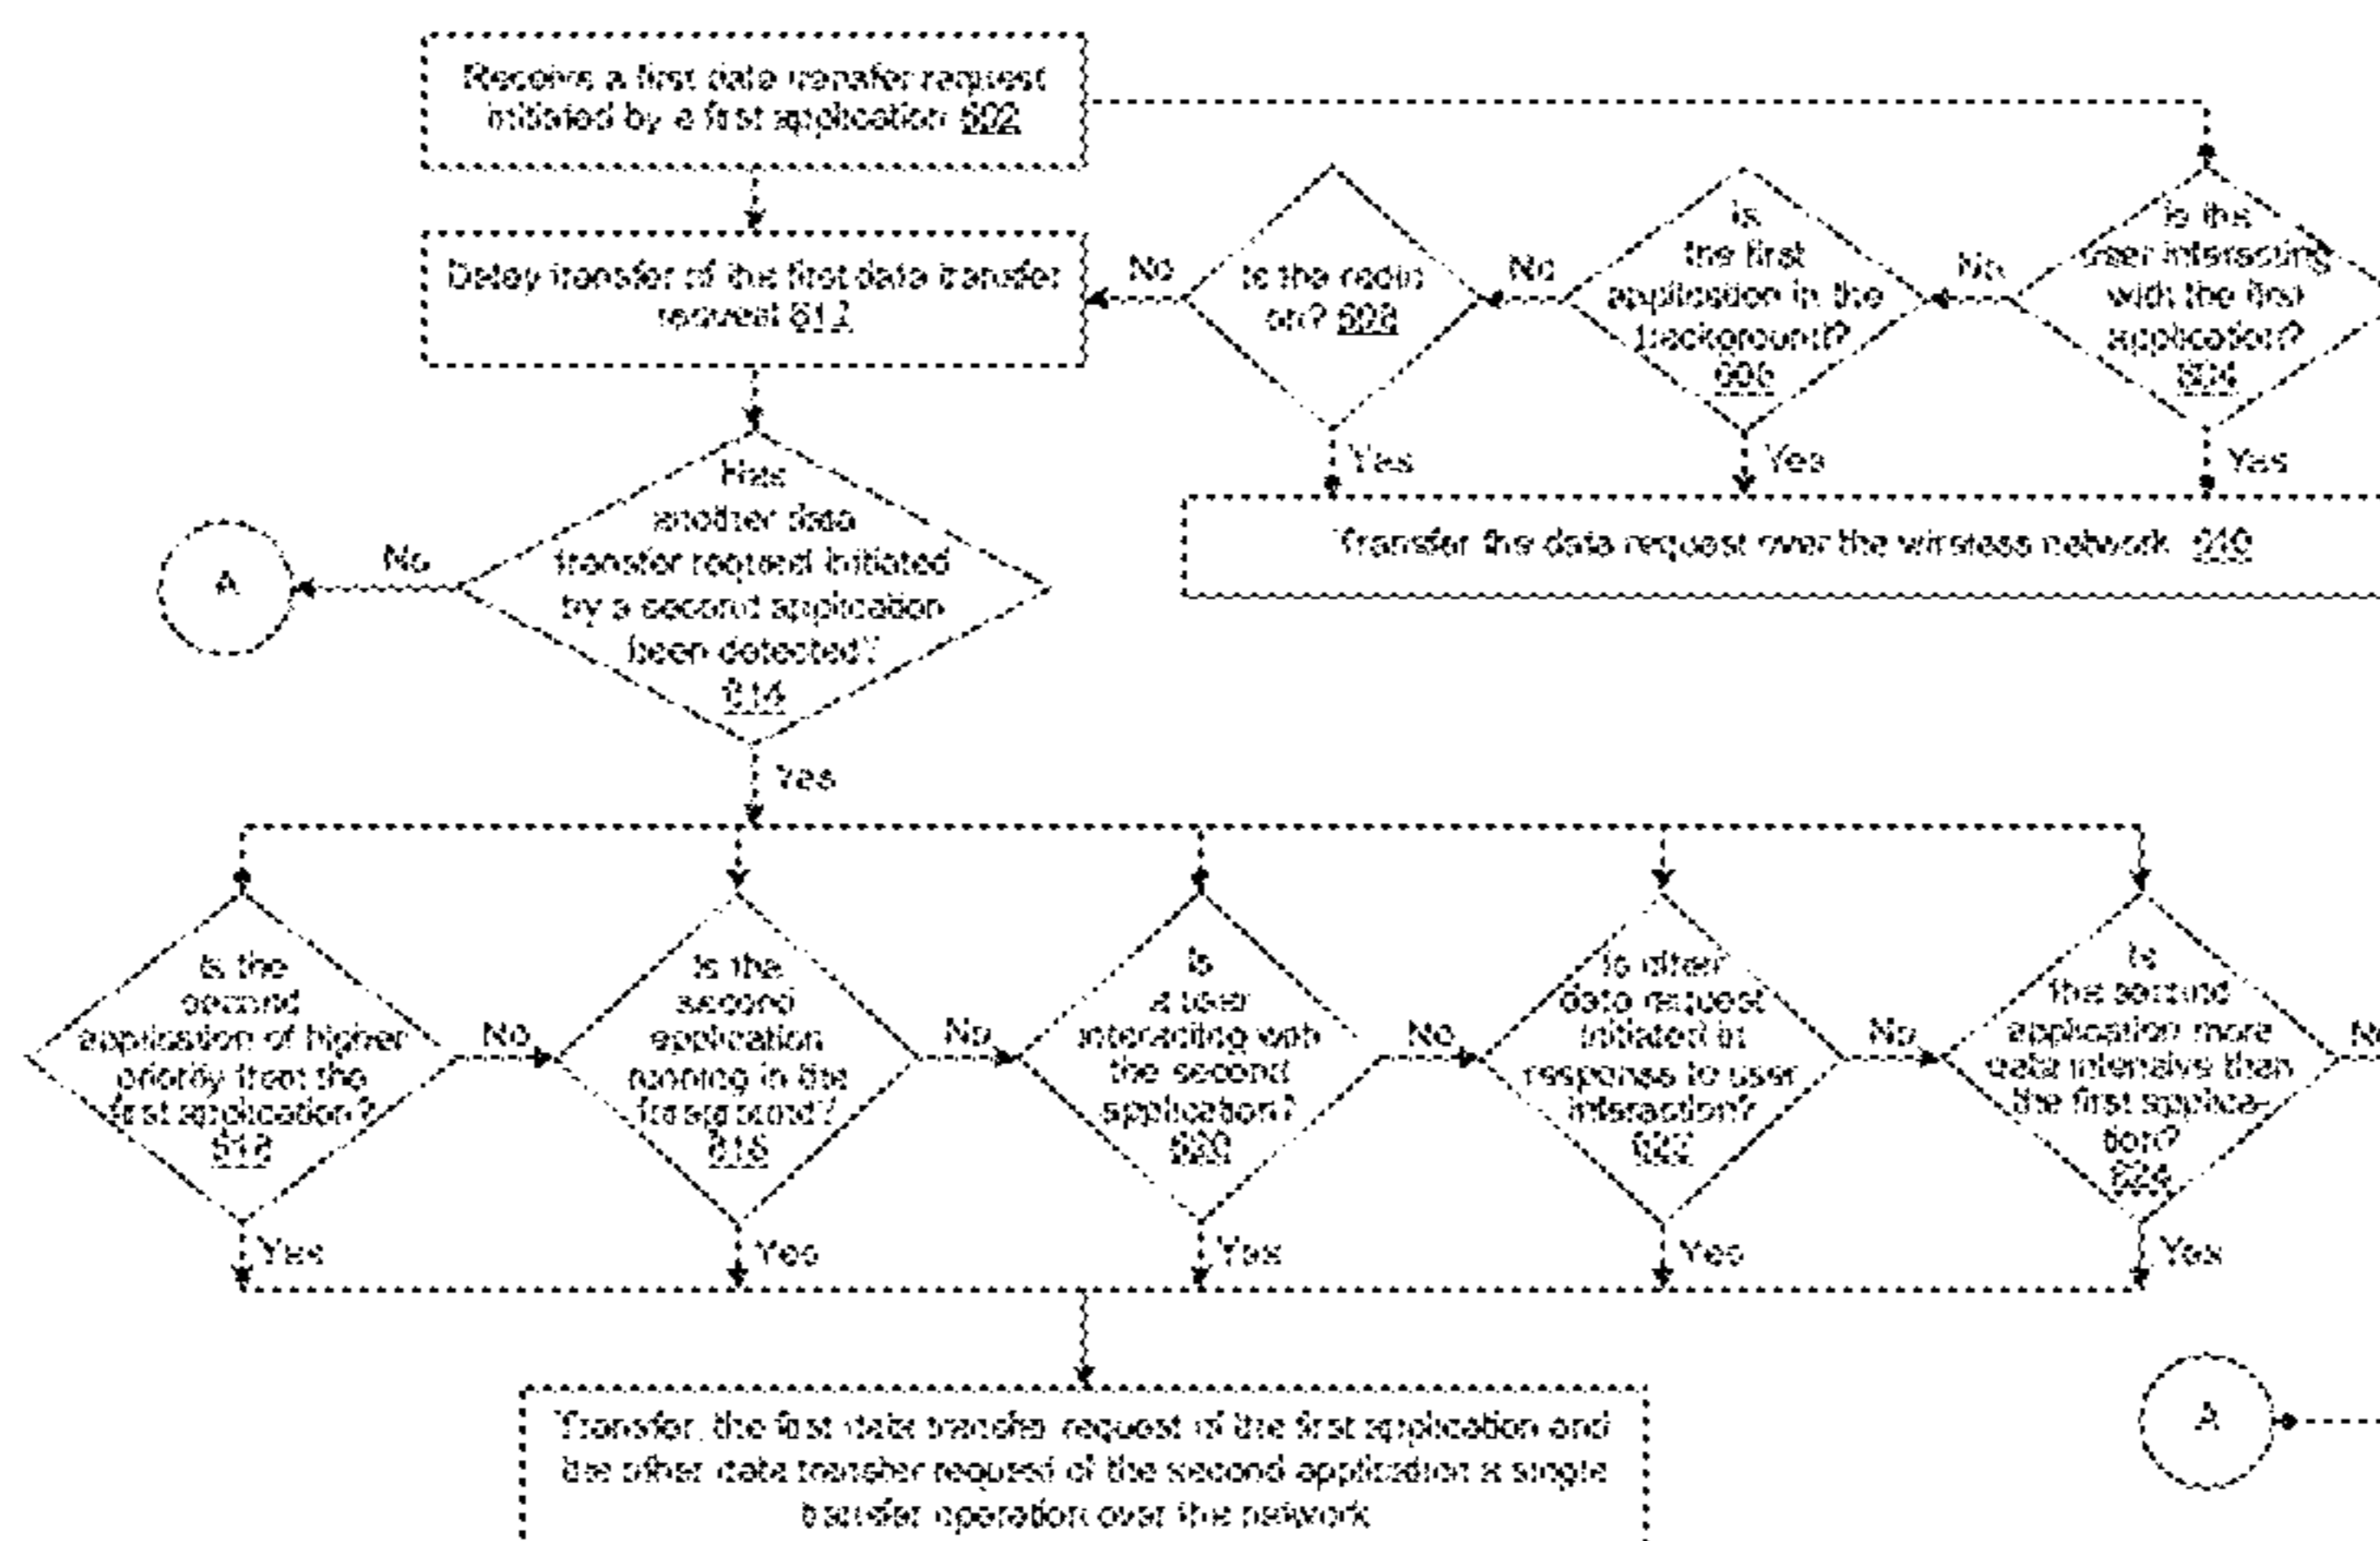 Receive a first data transfer request
initiated by a first application 602
Delay transfer of the first data transfer
request 612
No
Is the radio
on? 608
No
Is
the first
application in the
background?
606
No
Is the
user interacting
with the first
application?
604
Yes
Yes
Yes
Transfer the data request over the wireless network 610
Has
another data
transfer request initiated
by a second application
been detected?
614
No
A
Yes
Is the
second
application of higher
priority than the
first application?
No
Is the
second
application
running in the
foreground?
No
Is
a user
interacting with
the second
application?
620
No
Is other
data request
initiated in
response to user
interaction?
622
No
Is
the second
application more
data intensive than
the first applica-
tion?
624
Yes
Yes
Yes
Yes
Yes
A
Transfer, the first data transfer request of the first application and
the other data transfer request of the second application a single
transfer operation over the network